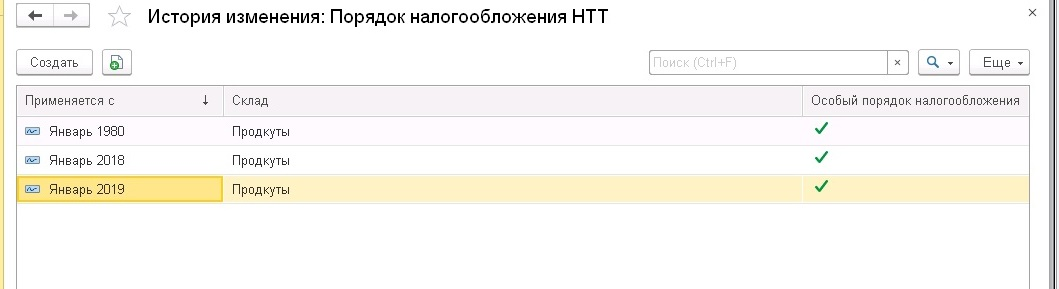 История изменения: Порядок налогообложения НТТ
Создать Поиск (Ctrl+F) × Еще
Применяется с ↓ Склад Особый порядок налогообложения
Январь 1980 Продкуты
Январь 2018 Продкуты
Январь 2019 Продкуты